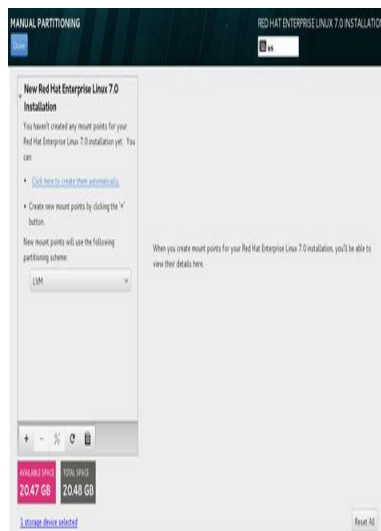 MANUAL PARTITIONING
RED HAT ENTERPRISE LINUX 7.0 INSTALLATION
Done
us
New Red Hat Enterprise Linux 7.0
Installation
You haven't created any mount points for your
Red Hat Enterprise Linux 7.0 installation yet. You
can:
• Click here to create them automatically.
• Create new mount points by clicking the '+'
button.
New mount points will use the following
partitioning scheme:
LVM
When you create mount points for your Red Hat Enterprise Linux 7.0 installation, you'll be able to
view their details here.
+ -
AVAILABLE SPACE
20.47 GB
TOTAL SPACE
20.48 GB
1 storage device selected
Reset All